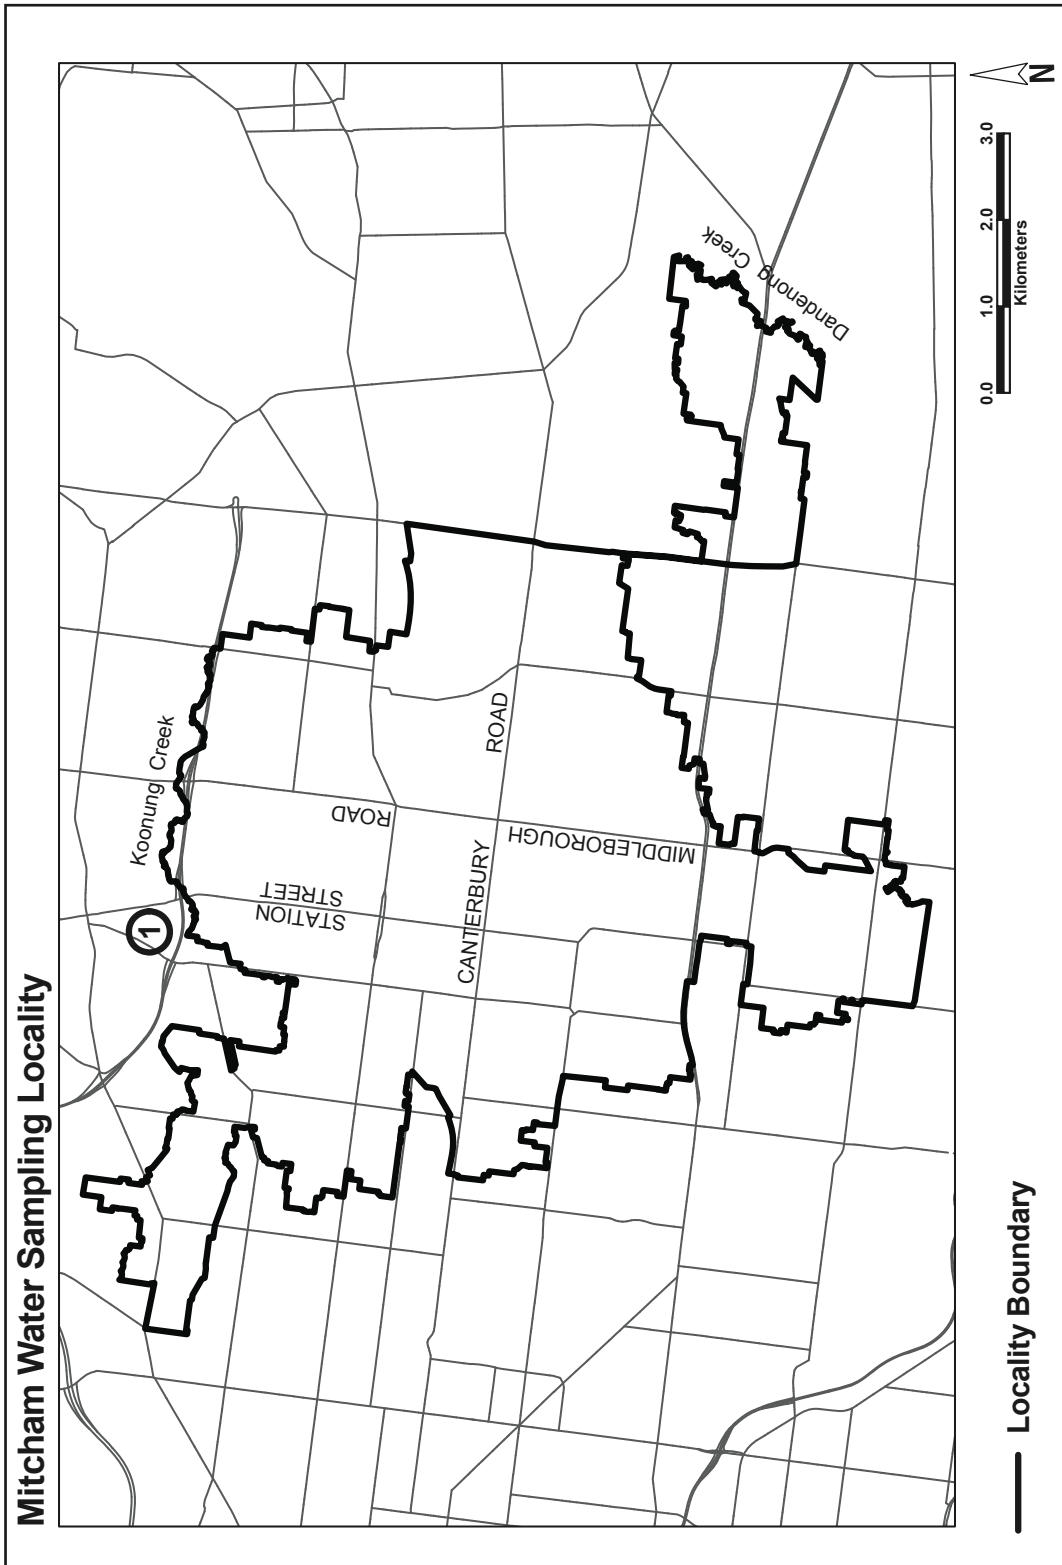 Mitcham Water Sampling Locality
1
Koonung Creek
STATION
STREET
ROAD
CANTERBURY
ROAD
MIDDLEBOROUGH
Dandenong Creek
Locality Boundary
0.0 1.0 2.0 3.0
Kilometers
N